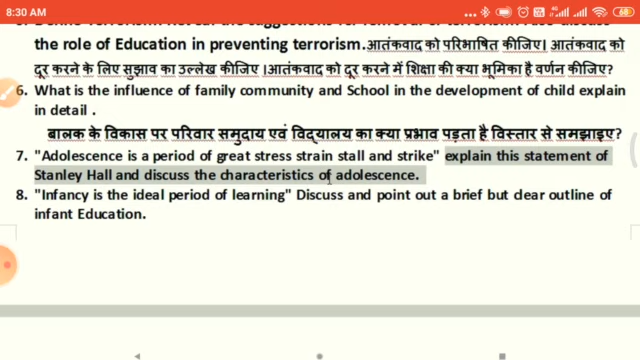 8:30 AM
the role of Education in preventing terrorism. आतंकवाद को परिभाषित कीजिए। आतंकवाद को
दूर करने के लिए सुझाव का उल्लेख कीजिए ।आतंकवाद को दूर करने में शिक्षा की क्या भूमिका है वर्णन कीजिए?
6. What is the influence of family community and School in the development of child explain
in detail .
बालक के विकास पर परिवार समुदाय एवं विद्यालय का क्या प्रभाव पड़ता है विस्तार से समझाइए?
7. "Adolescence is a period of great stress strain stall and strike" explain this statement of
Stanley Hall and discuss the characteristics of adolescence.
8. "Infancy is the ideal period of learning" Discuss and point out a brief but clear outline of
infant Education.